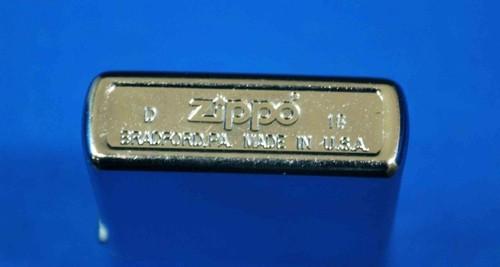 D Zippo® 18
BRADFORD, PA. MADE IN U.S.A.